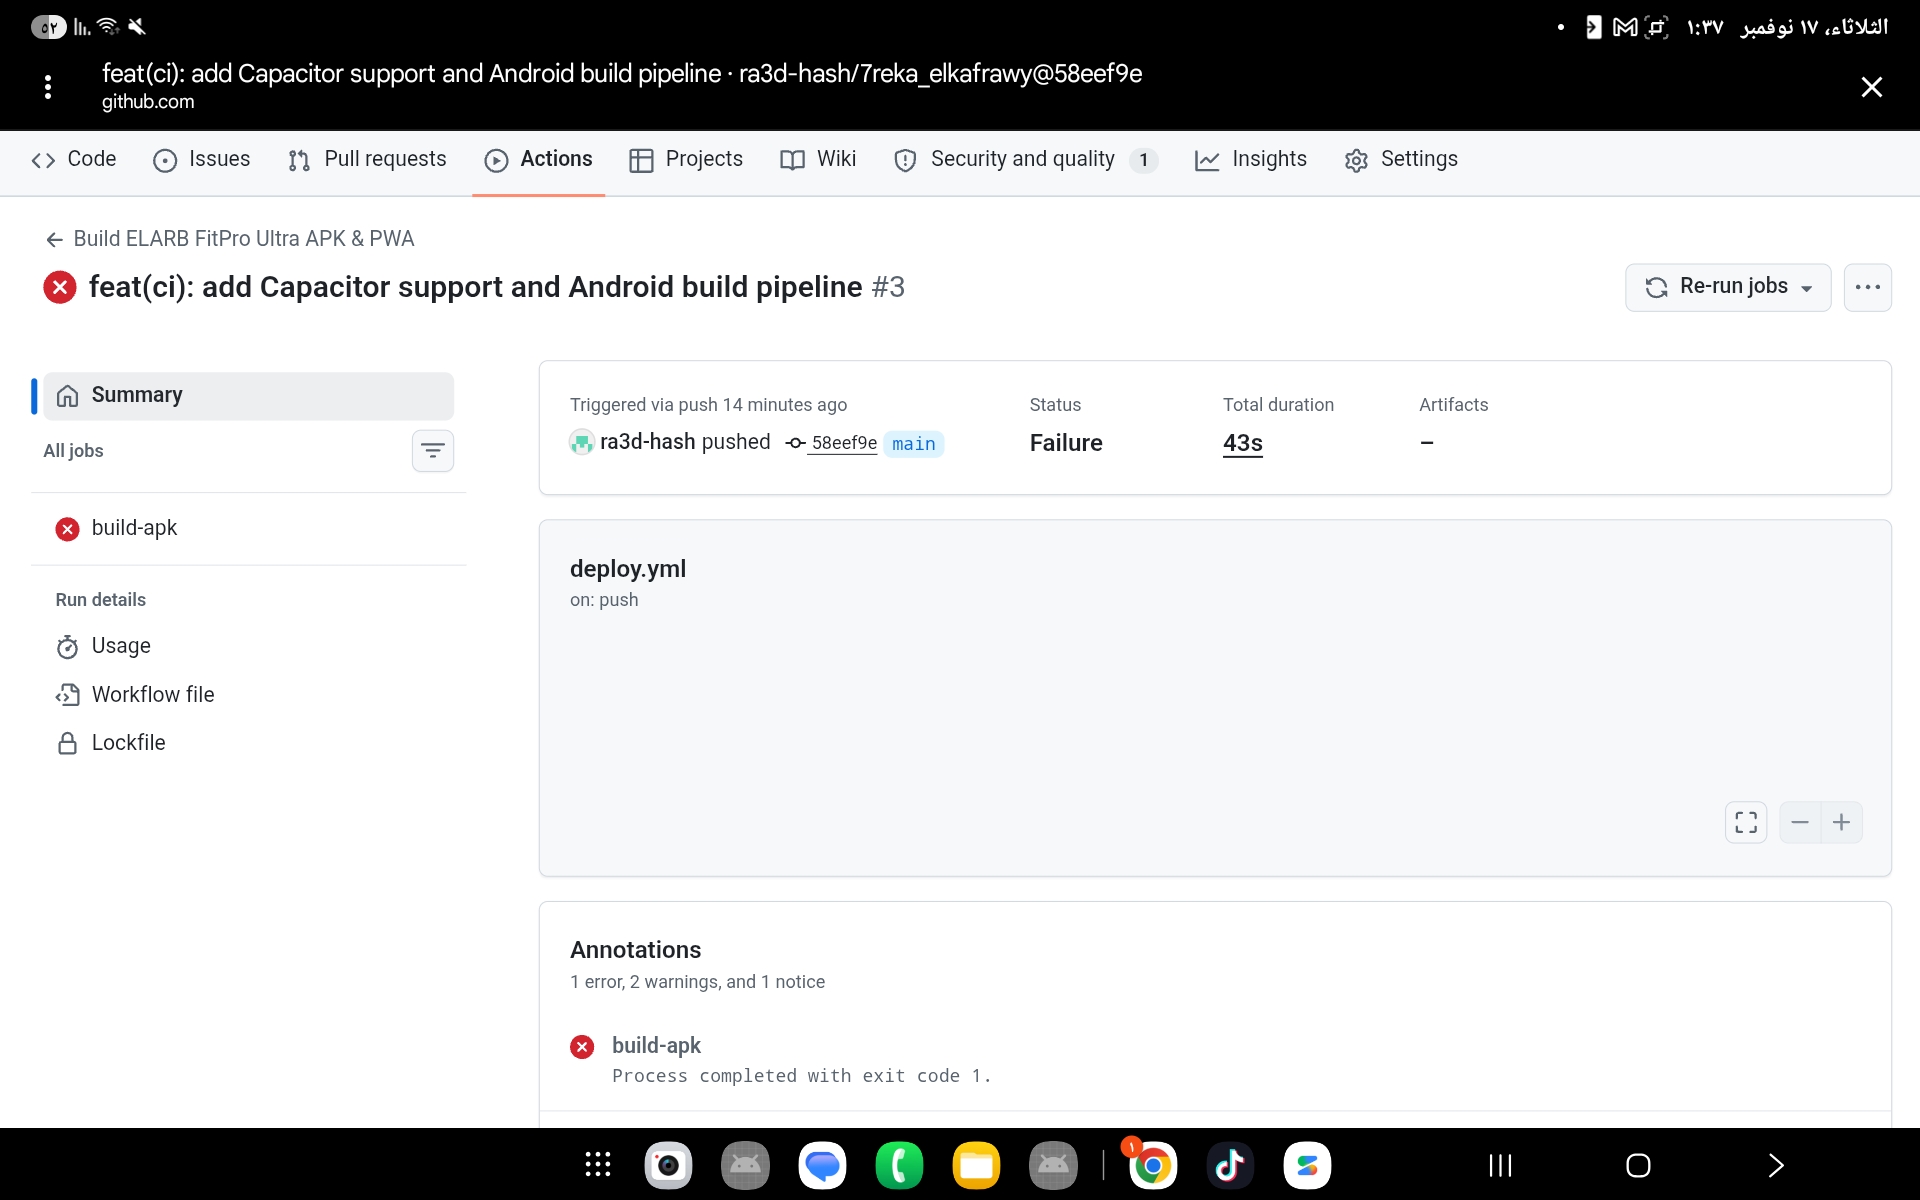 ٥٢
الثلاثاء، ١٧ نوفمبر ١:٣٧
feat(ci): add Capacitor support and Android build pipeline · ra3d-hash/7reka_elkafrawy@58eef9e
github.com
Code Issues Pull requests Actions Projects Wiki Security and quality 1 Insights Settings
Build ELARB FitPro Ultra APK & PWA
feat(ci): add Capacitor support and Android build pipeline #3
Re-run jobs
Summary
All jobs
build-apk
Run details
Usage
Workflow file
Lockfile
Triggered via push 14 minutes ago
ra3d-hash pushed 58eef9e main
Status
Failure
Total duration
43s
Artifacts
–
deploy.yml
on: push
Annotations
1 error, 2 warnings, and 1 notice
build-apk
Process completed with exit code 1.
١